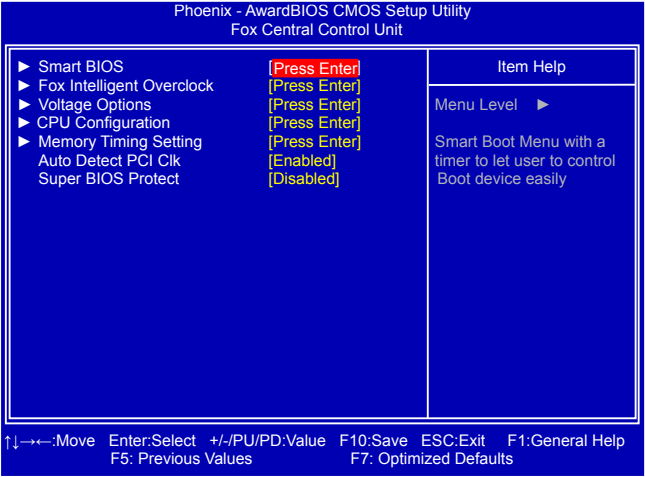 Phoenix - AwardBIOS CMOS Setup Utility
Fox Central Control Unit
► Smart BIOS [Press Enter]
► Fox Intelligent Overclock [Press Enter]
► Voltage Options [Press Enter]
► CPU Configuration [Press Enter]
► Memory Timing Setting [Press Enter]
Auto Detect PCI Clk [Enabled]
Super BIOS Protect [Disabled]
Item Help
Menu Level ►
Smart Boot Menu with a
timer to let user to control
Boot device easily
↑↓→←:Move Enter:Select +/-/PU/PD:Value F10:Save ESC:Exit F1:General Help
F5: Previous Values F7: Optimized Defaults